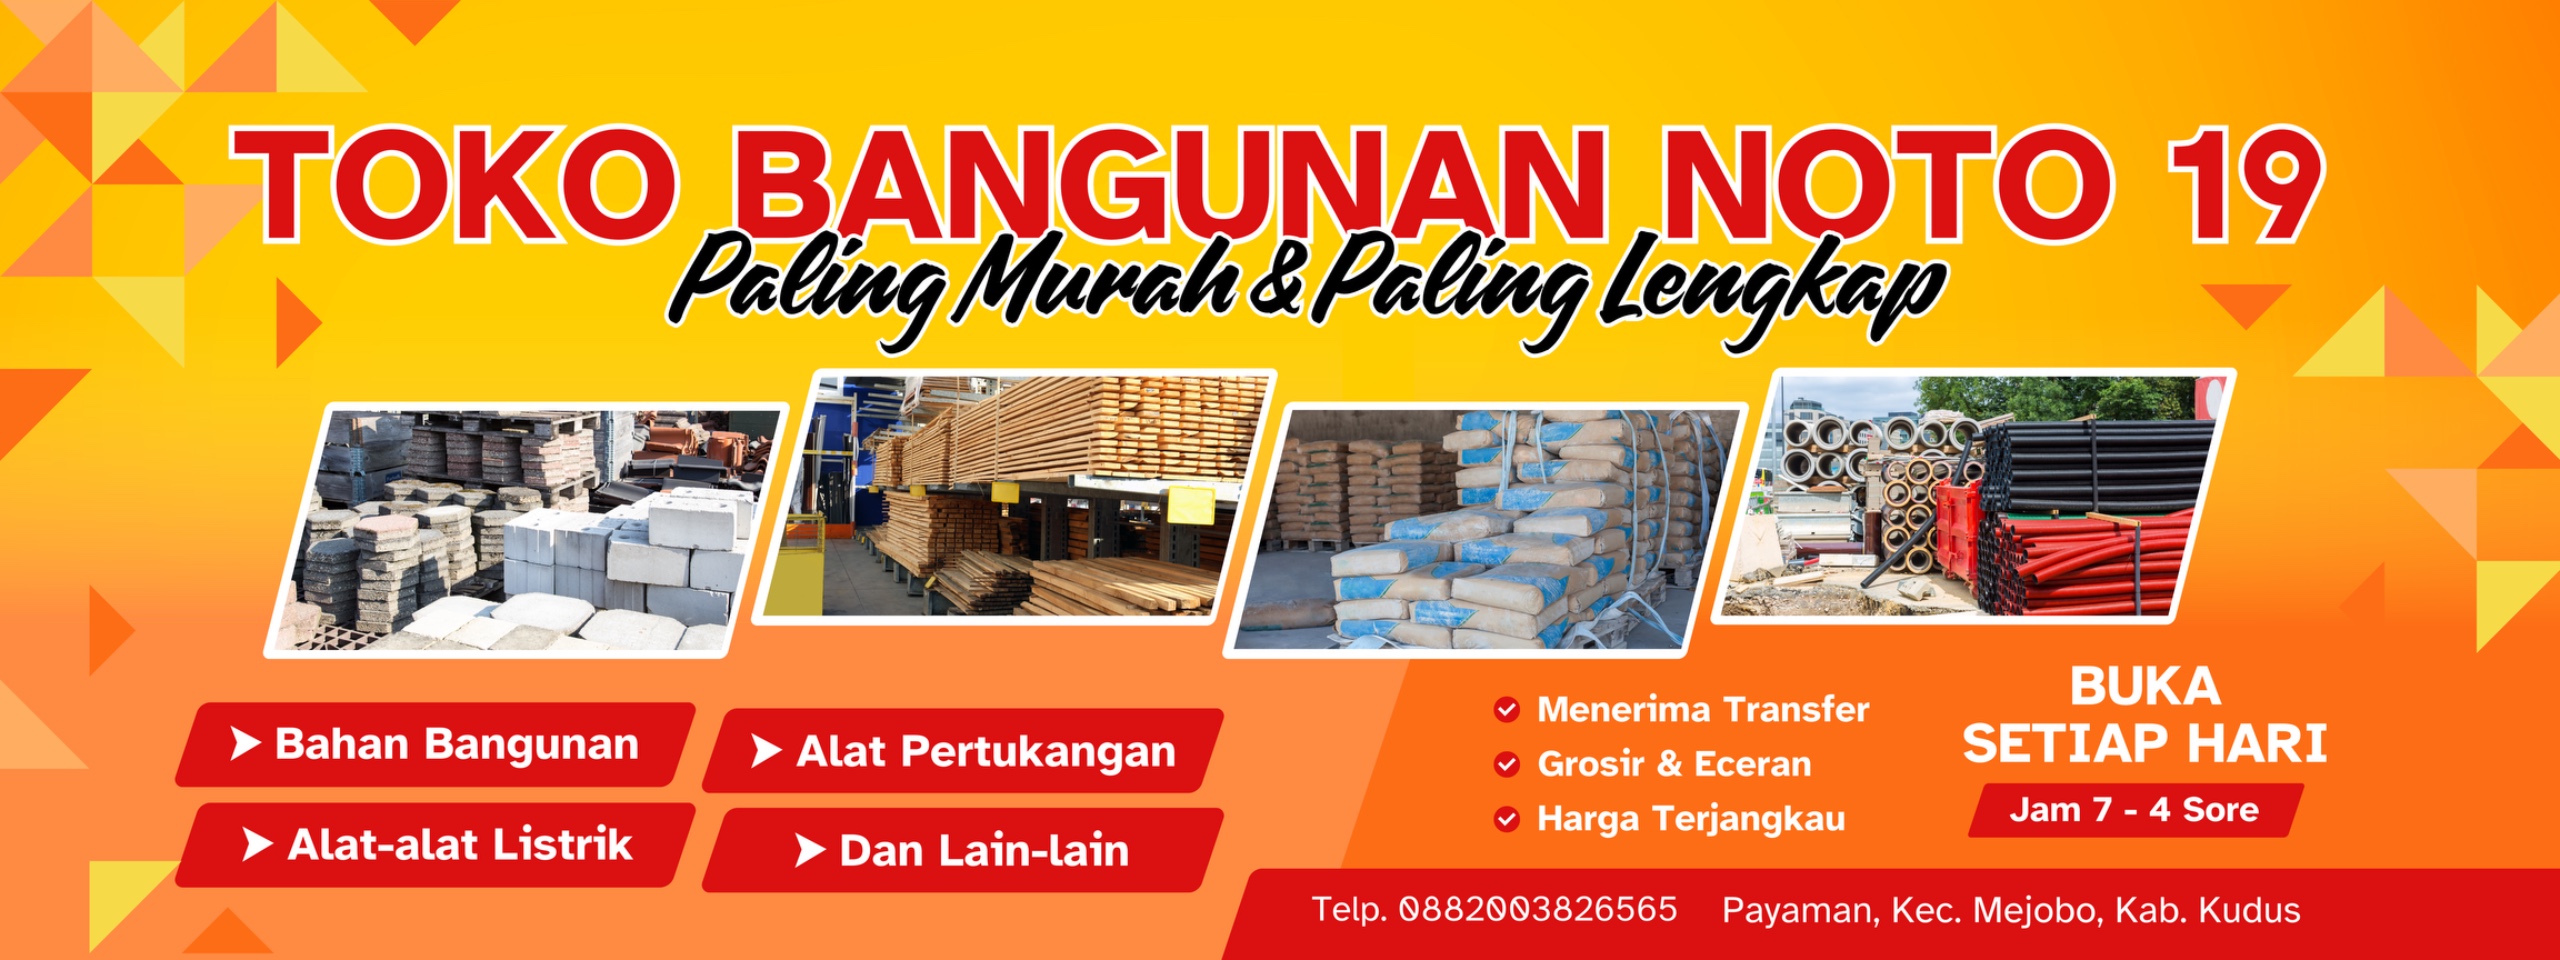 TOKO BANGUNAN NOTO 19
Paling Murah & Paling Lengkap
➤ Bahan Bangunan
➤ Alat Pertukangan
➤ Alat-alat Listrik
➤ Dan Lain-lain
Menerima Transfer
Grosir & Eceran
Harga Terjangkau
BUKA
SETIAP HARI
Jam 7 - 4 Sore
Telp. 0882003826565 Payaman, Kec. Mejobo, Kab. Kudus